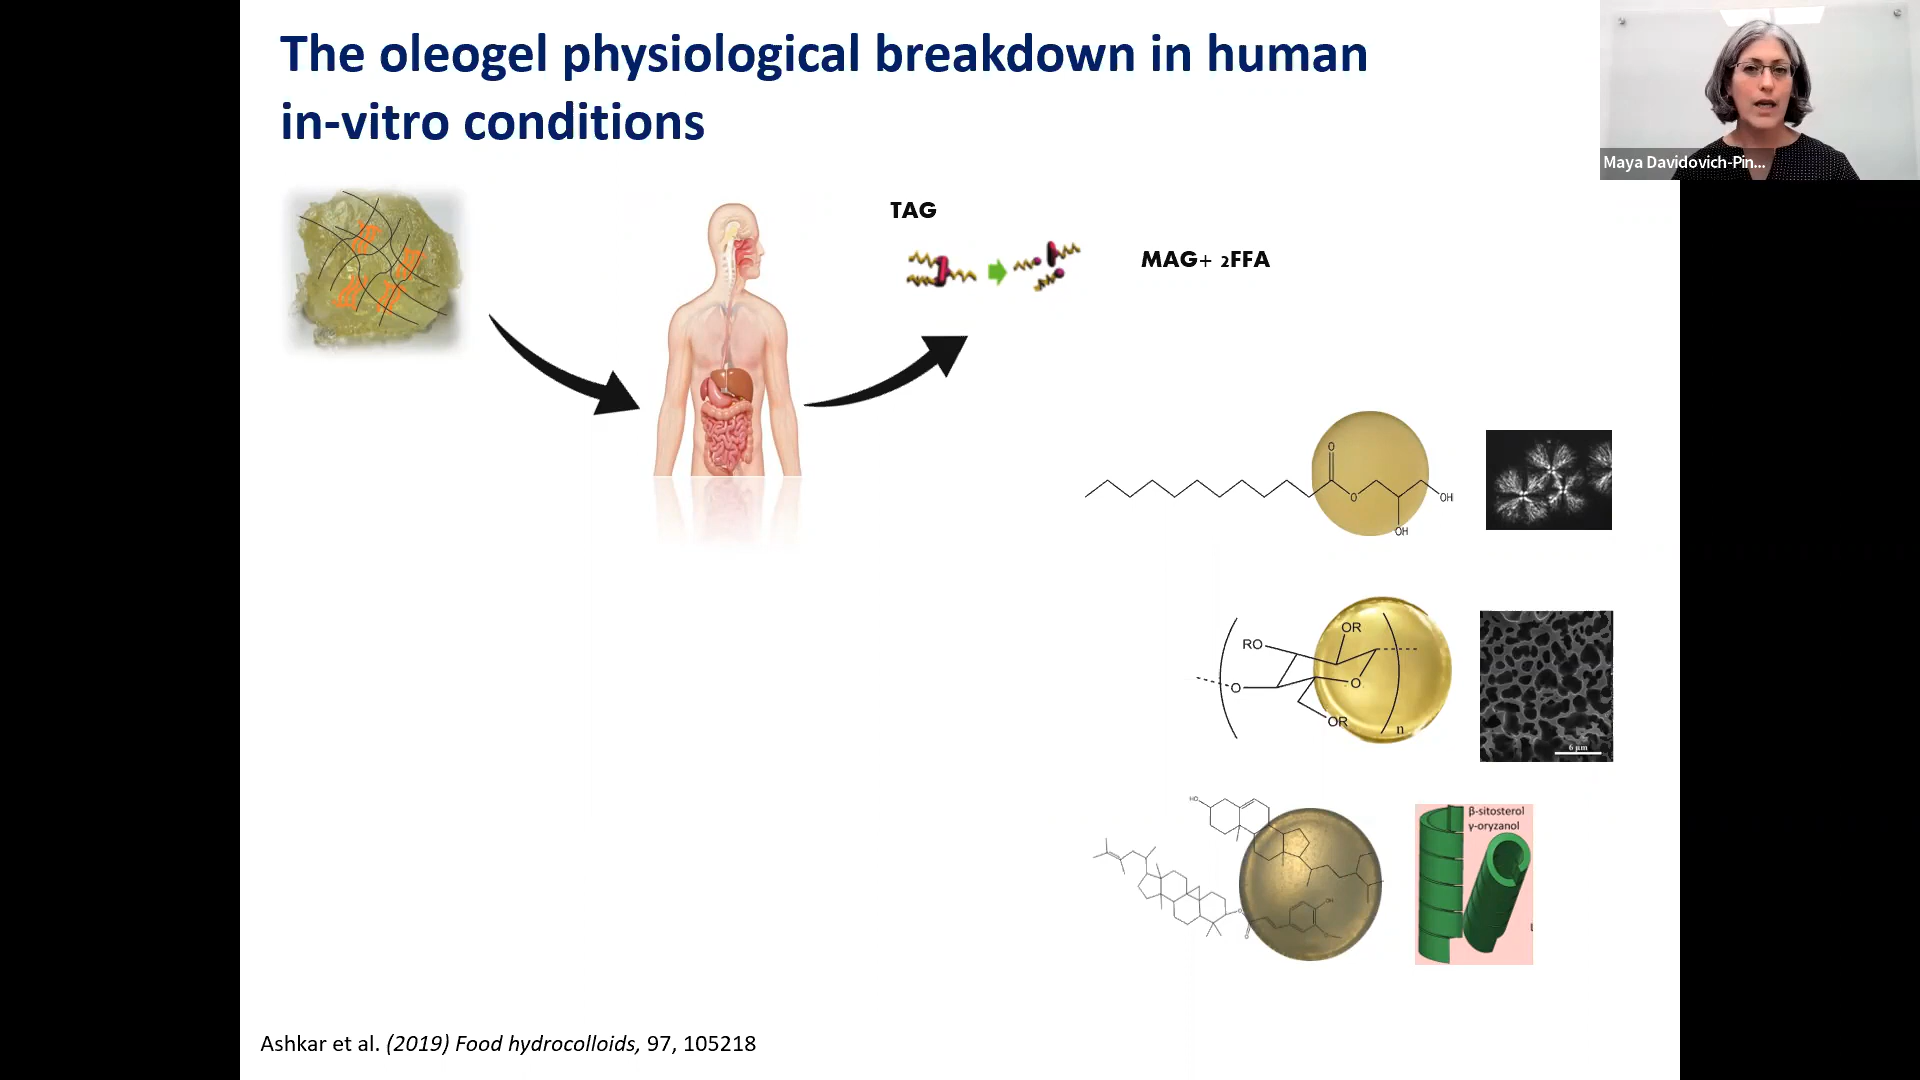 The oleogel physiological breakdown in human
in-vitro conditions
Maya Davidovich-Pin...
TAG
MAG+ ₂FFA
O
O
OH
OH
OR
RO
O
O
OR
n
6 µm
HO
β-sitosterol
γ-oryzanol
OH
O
O
O
L
Ashkar et al. (2019) Food hydrocolloids, 97, 105218